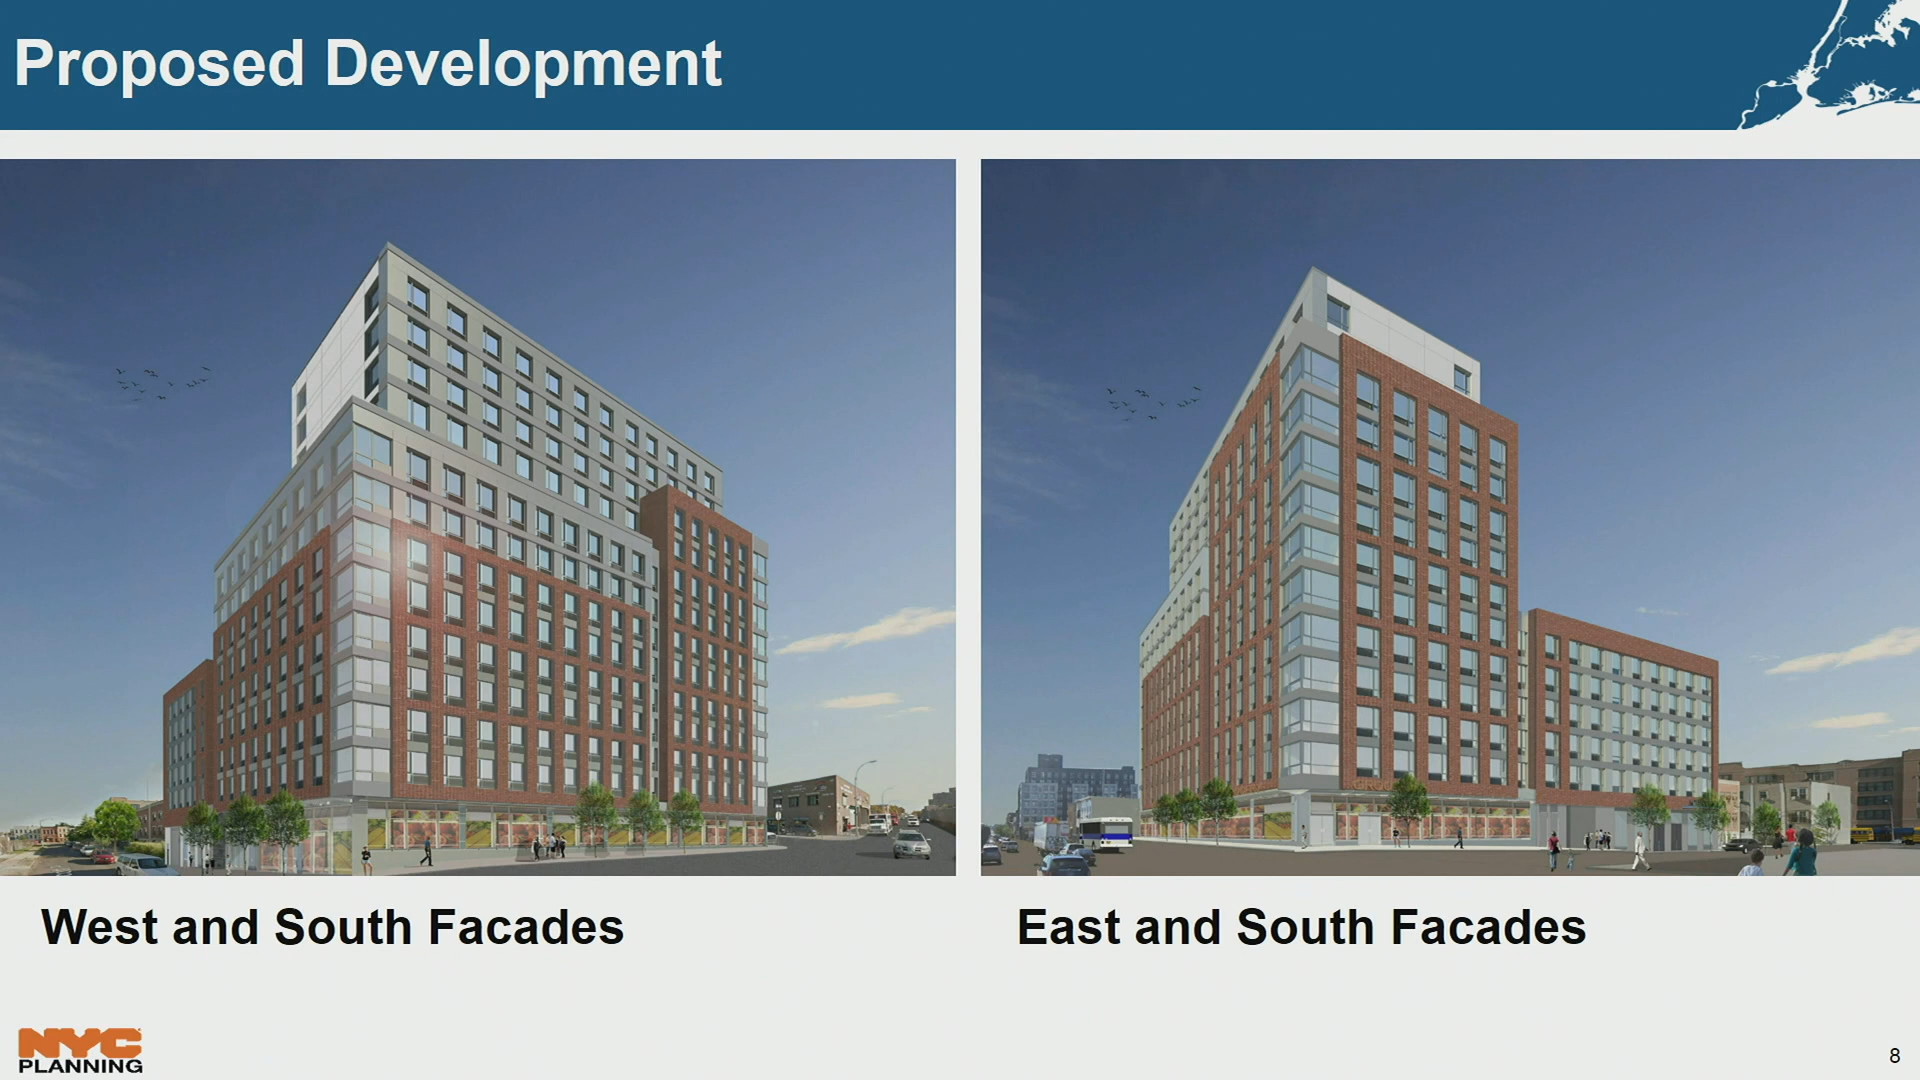 Proposed Development
West and South Facades
East and South Facades
NYC
PLANNING
8